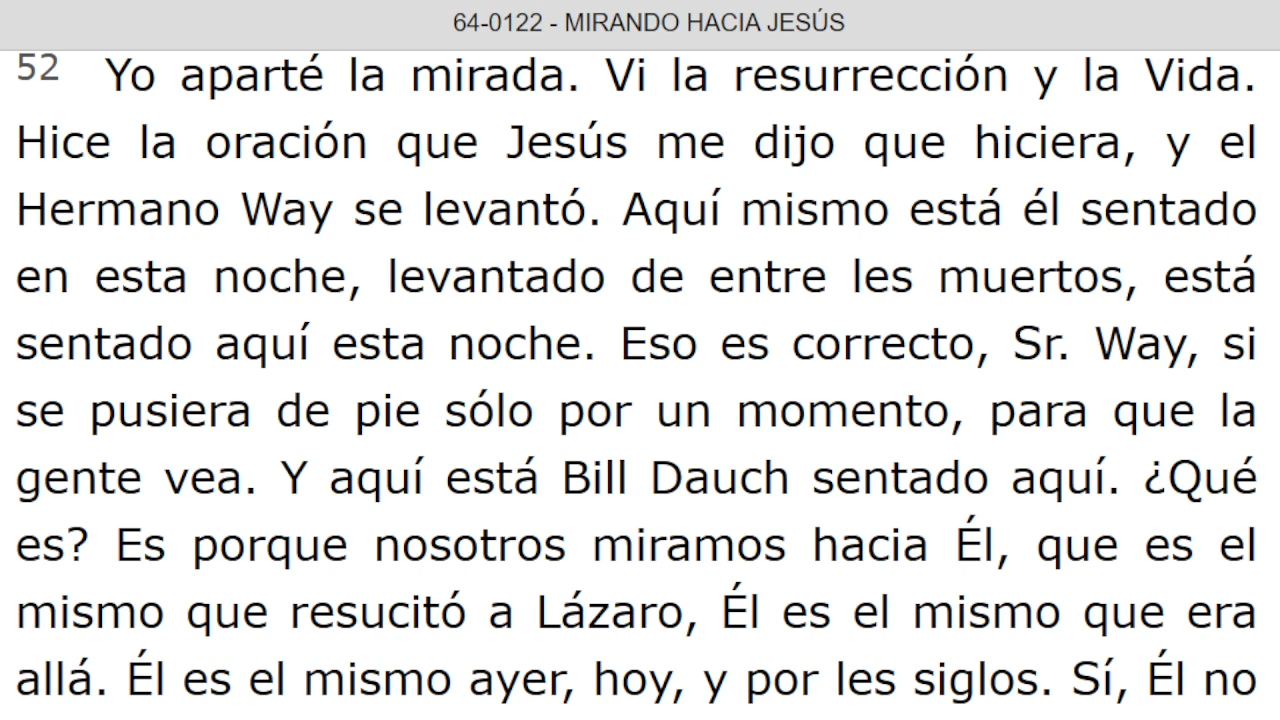 64-0122 - MIRANDO HACIA JESÚS
52 Yo aparté la mirada. Vi la resurrección y la Vida.
Hice la oración que Jesús me dijo que hiciera, y el
Hermano Way se levantó. Aquí mismo está él sentado
en esta noche, levantado de entre les muertos, está
sentado aquí esta noche. Eso es correcto, Sr. Way, si
se pusiera de pie sólo por un momento, para que la
gente vea. Y aquí está Bill Dauch sentado aquí. ¿Qué
es? Es porque nosotros miramos hacia Él, que es el
mismo que resucitó a Lázaro, Él es el mismo que era
allá. Él es el mismo ayer, hoy, y por les siglos. Sí, Él no